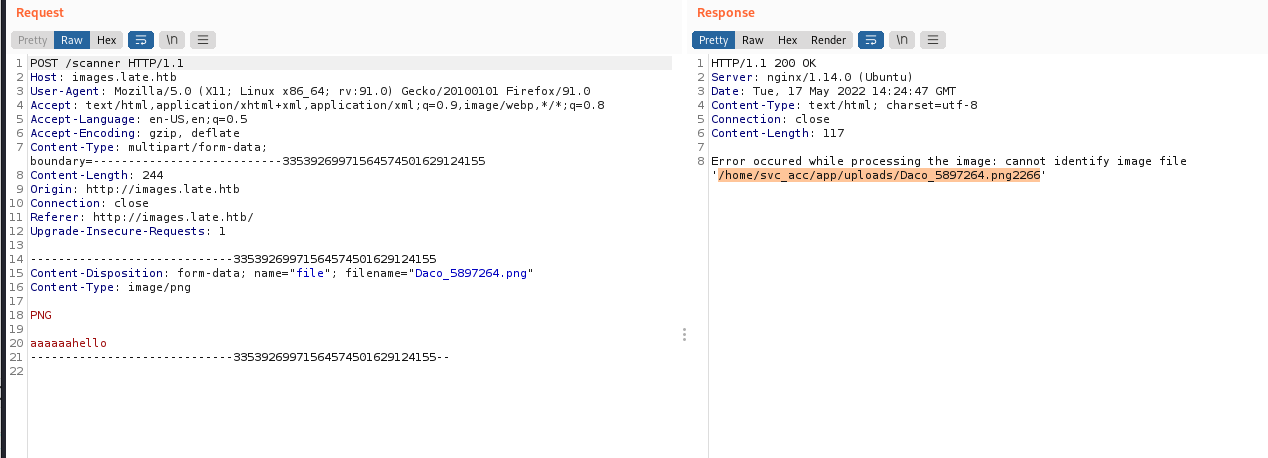 Request
Pretty Raw Hex \n
1 POST /scanner HTTP/1.1
2 Host: images.late.htb
3 User-Agent: Mozilla/5.0 (X11; Linux x86_64; rv:91.0) Gecko/20100101 Firefox/91.0
4 Accept: text/html,application/xhtml+xml,application/xml;q=0.9,image/webp,*/*;q=0.8
5 Accept-Language: en-US,en;q=0.5
6 Accept-Encoding: gzip, deflate
7 Content-Type: multipart/form-data;
boundary=---------------------------335392699715645745016​29124155
8 Content-Length: 244
9 Origin: http://images.late.htb
10 Connection: close
11 Referer: http://images.late.htb/
12 Upgrade-Insecure-Requests: 1
13
14 -----------------------------33539269971564574501629124155
15 Content-Disposition: form-data; name="file"; filename="Daco_5897264.png"
16 Content-Type: image/png
17
18 PNG
19
20 aaaaaahello
21 -----------------------------33539269971564574501629124155--
22
Response
Pretty Raw Hex Render \n
1 HTTP/1.1 200 OK
2 Server: nginx/1.14.0 (Ubuntu)
3 Date: Tue, 17 May 2022 14:24:47 GMT
4 Content-Type: text/html; charset=utf-8
5 Connection: close
6 Content-Length: 117
7
8 Error occured while processing the image: cannot identify image file
'/home/svc_acc/app/uploads/Daco_5897264.png2266'